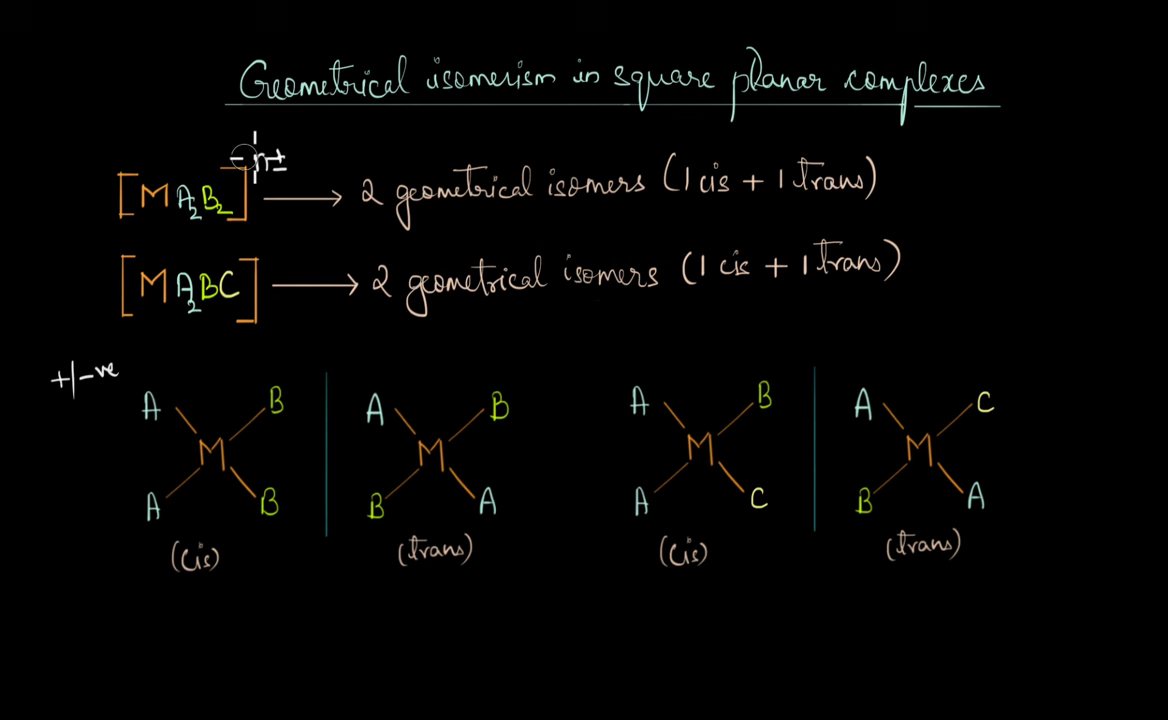 Geometrical isomerism in square planar complexes
[MA₂B₂]ⁿ± → 2 geometrical isomers (1 cis + 1 trans)
[MA₂BC] → 2 geometrical isomers (1 cis + 1 trans)
+/-ve
A B A B A B A C
M M M M
A B B A A C B A
(cis) (trans) (cis) (trans)